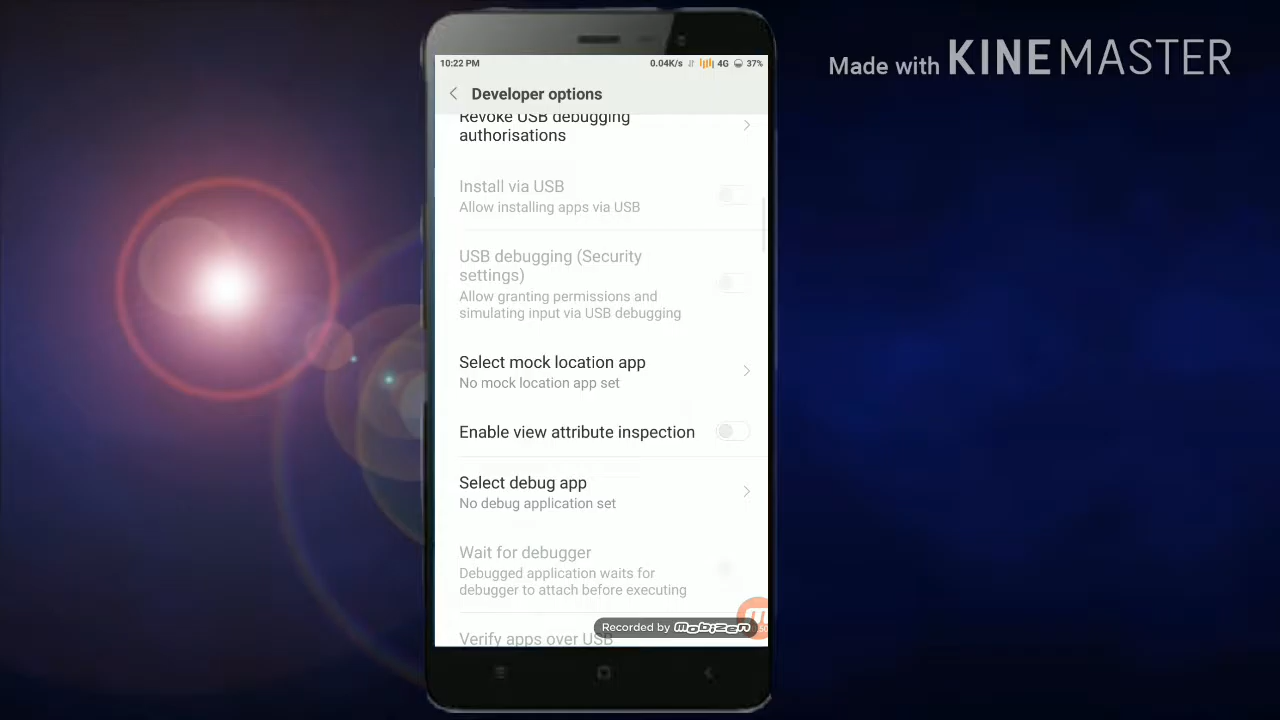 Made with KINEMASTER
10:22 PM
0.04K/s 4G 37%
Developer options
Revoke USB debugging
authorisations
Install via USB
Allow installing apps via USB
USB debugging (Security
settings)
Allow granting permissions and
simulating input via USB debugging
Select mock location app
No mock location app set
Enable view attribute inspection
Select debug app
No debug application set
Wait for debugger
Debugged application waits for
debugger to attach before executing
Recorded by mobizen
Verify apps over USB